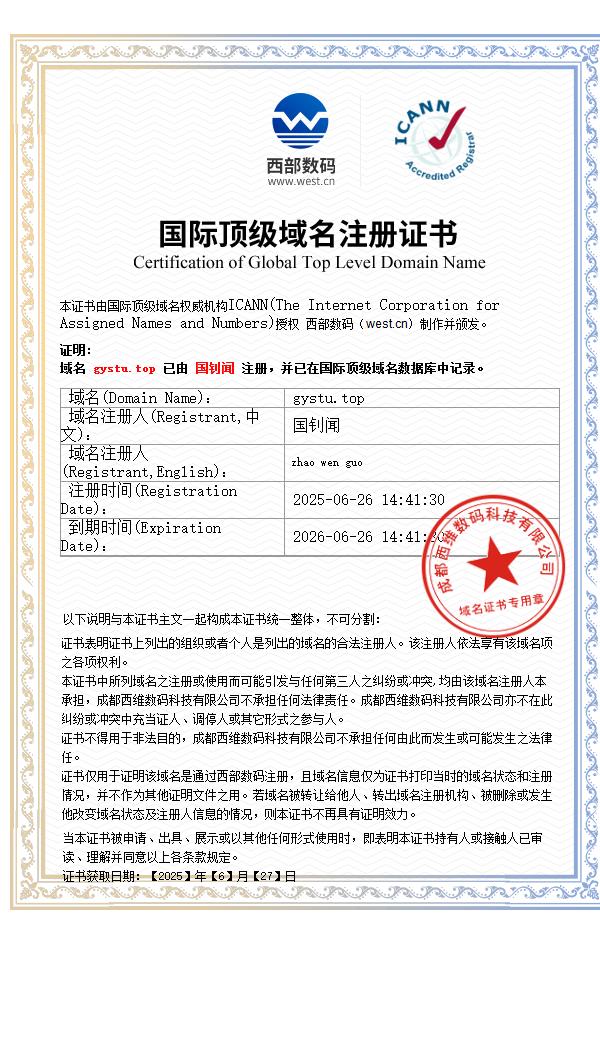 西部数码
www.west.cn
ICANN
Accredited Registrar
国际顶级域名注册证书
Certification of Global Top Level Domain Name
本证书由国际顶级域名权威机构ICANN(The Internet Corporation for
Assigned Names and Numbers)授权 西部数码（west.cn）制作并颁发。
证明：
域名 gystu.top 已由 国钊闻 注册，并已在国际顶级域名数据库中记录。
域名(Domain Name)： gystu.top
域名注册人(Registrant,中
文)： 国钊闻
域名注册人
(Registrant,English)： zhao wen guo
注册时间(Registration
Date)： 2025-06-26 14:41:30
到期时间(Expiration
Date)： 2026-06-26 14:41:30
成都西维数码科技有限公司
域名证书专用章
以下说明与本证书主文一起构成本证书统一整体，不可分割：
证书表明证书上列出的组织或者个人是列出的域名的合法注册人。该注册人依法享有该域名项
之各项权利。
本证书中所列域名之注册或使用而可能引发与任何第三人之纠纷或冲突,均由该域名注册人本
承担，成都西维数码科技有限公司不承担任何法律责任。成都西维数码科技有限公司亦不在此
纠纷或冲突中充当证人、调停人或其它形式之参与人。
证书不得用于非法目的，成都西维数码科技有限公司不承担任何由此而发生或可能发生之法律
任。
证书仅用于证明该域名是通过西部数码注册，且域名信息仅为证书打印当时的域名状态和注册
情况，并不作为其他证明文件之用。若域名被转让给他人、转出域名注册机构、被删除或发生
他改变域名状态及注册人信息的情况，则本证书不再具有证明效力。
当本证书被申请、出具、展示或以其他任何形式使用时，即表明本证书持有人或接触人已审
读、理解并同意以上各条款规定。
证书获取日期：【2025】年【6】月【27】日